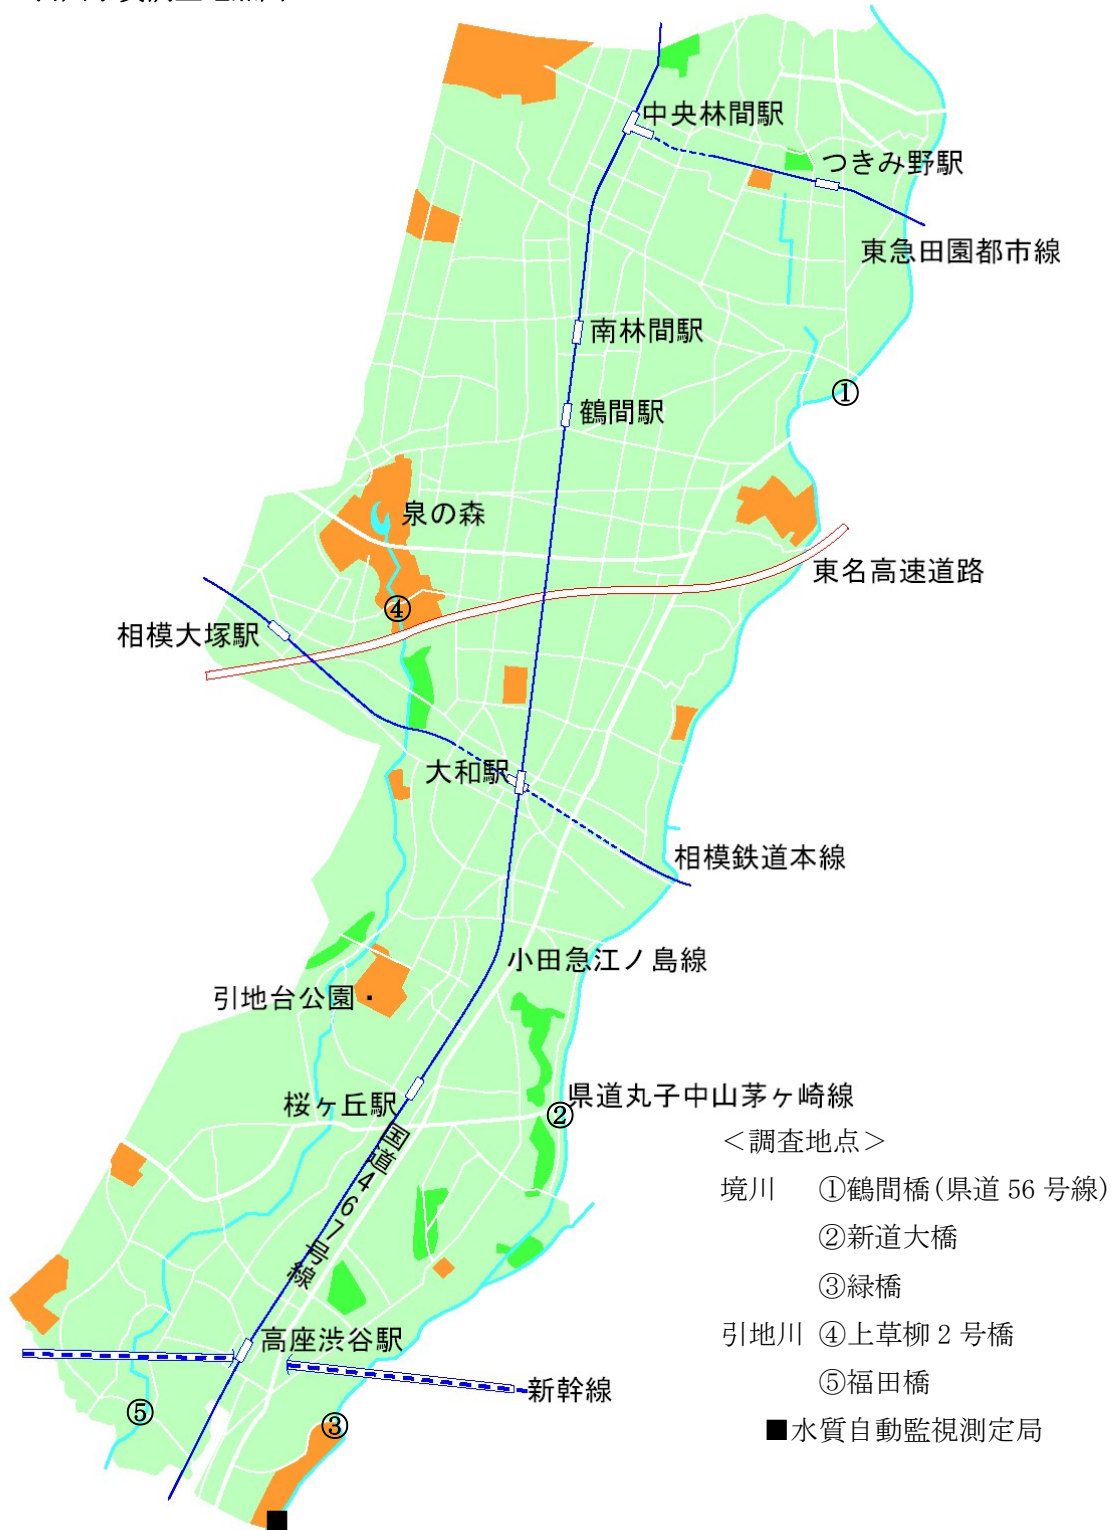 中央林間駅
つきみ野駅
東急田園都市線
南林間駅
①
鶴間駅
泉の森
東名高速道路
④
相模大塚駅
大和駅
相模鉄道本線
小田急江ノ島線
引地台公園
桜ヶ丘駅
県道丸子中山茅ヶ崎線
②
国道467号線
高座渋谷駅
新幹線
⑤
③
＜調査地点＞
境川 ①鶴間橋(県道 56 号線)
②新道大橋
③緑橋
引地川 ④上草柳 2 号橋
⑤福田橋
■水質自動監視測定局